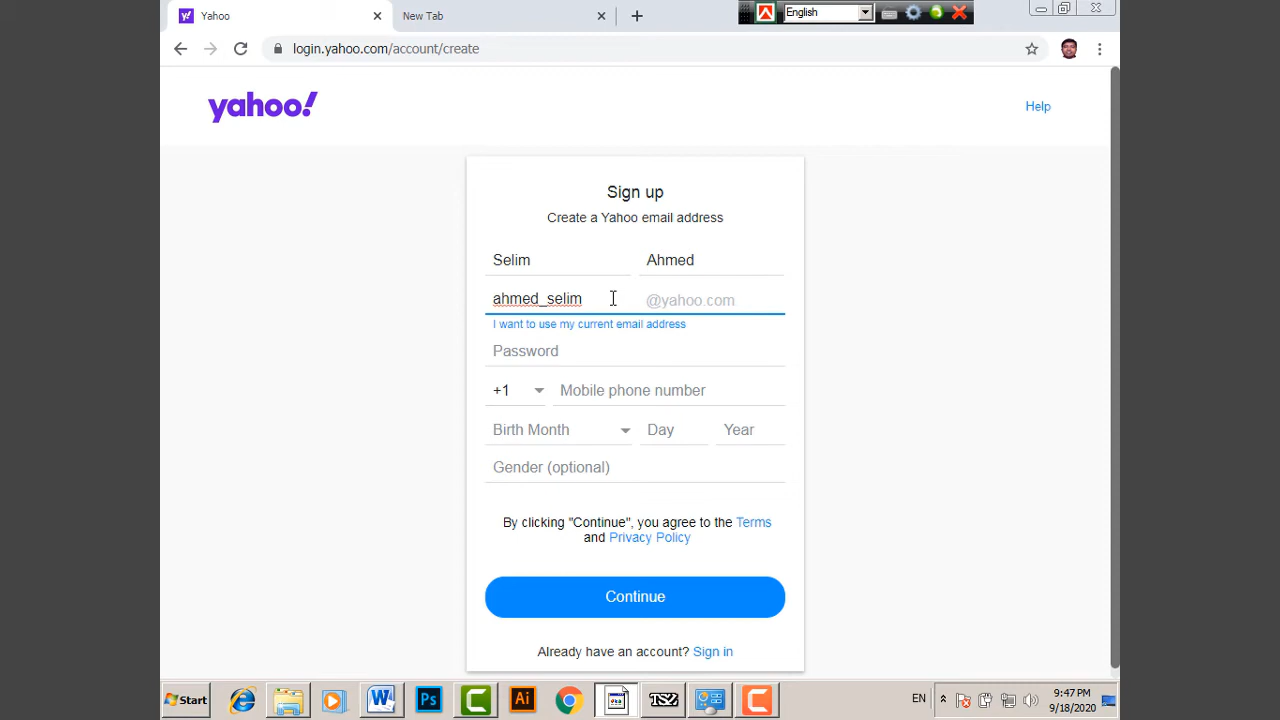 Yahoo
New Tab
English
login.yahoo.com/account/create
yahoo!
Help
Sign up
Create a Yahoo email address
Selim Ahmed
ahmed_selim @yahoo.com
I want to use my current email address
Password
+1 Mobile phone number
Birth Month Day Year
Gender (optional)
By clicking "Continue", you agree to the Terms
and Privacy Policy
Continue
Already have an account? Sign in
Start
W
Ps
C
Ai
TSZ
C
EN
9:47 PM
9/18/2020